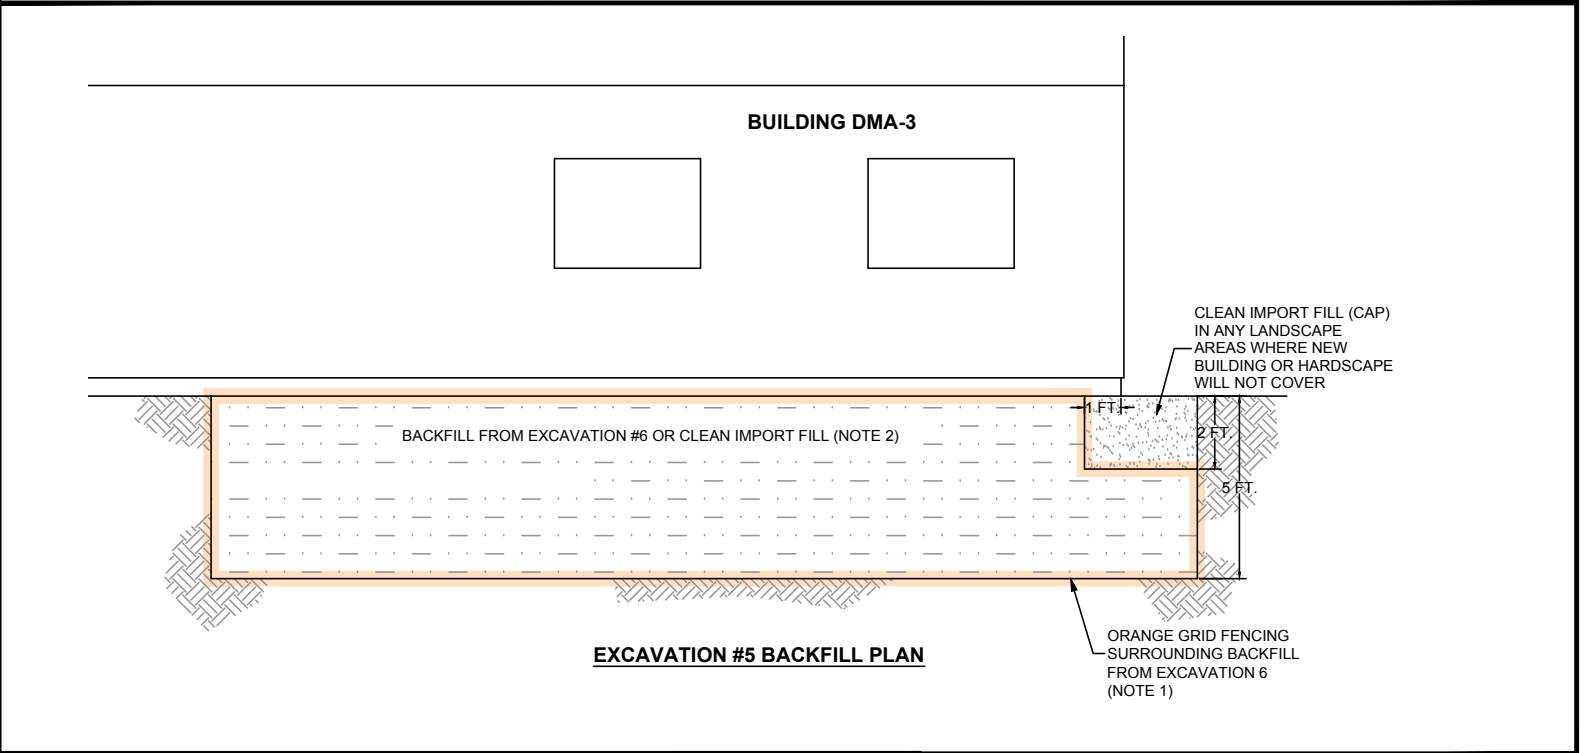 BUILDING DMA-3
CLEAN IMPORT FILL (CAP)
IN ANY LANDSCAPE
AREAS WHERE NEW
BUILDING OR HARDSCAPE
WILL NOT COVER
1 FT.
BACKFILL FROM EXCAVATION #6 OR CLEAN IMPORT FILL (NOTE 2)
2 FT.
5 FT.
ORANGE GRID FENCING
SURROUNDING BACKFILL
FROM EXCAVATION 6
(NOTE 1)
EXCAVATION #5 BACKFILL PLAN